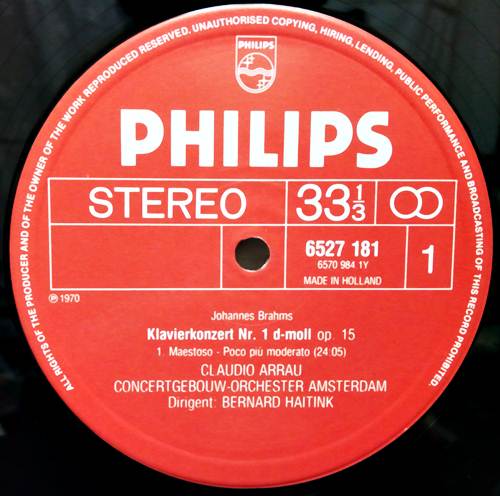 ALL RIGHTS OF THE PRODUCER AND OF THE OWNER OF THE WORK REPRODUCED RESERVED. UNAUTHORISED COPYING, HIRING, LENDING, PUBLIC PERFORMANCE AND BROADCASTING OF THIS RECORD PROHIBITED.
PHILIPS
PHILIPS
STEREO
33 1/3
6527 181
6570 984 1Y
MADE IN HOLLAND
1
℗ 1970
Johannes Brahms
Klavierkonzert Nr. 1 d-moll op. 15
1. Maestoso - Poco più moderato (24:05)
CLAUDIO ARRAU
CONCERTGEBOUW-ORCHESTER AMSTERDAM
Dirigent: BERNARD HAITINK